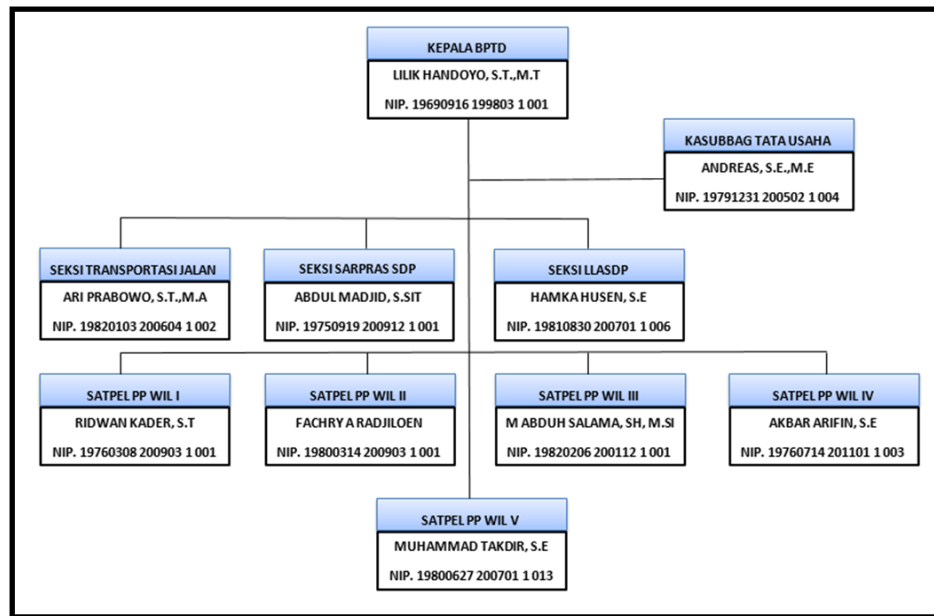 KEPALA BPTD
LILIK HANDOYO, S.T.,M.T
NIP. 19690916 199803 1 001
KASUBBAG TATA USAHA
ANDREAS, S.E.,M.E
NIP. 19791231 200502 1 004
SEKSI TRANSPORTASI JALAN
ARI PRABOWO, S.T.,M.A
NIP. 19820103 200604 1 002
SEKSI SARPRAS SDP
ABDUL MADJID, S.SIT
NIP. 19750919 200912 1 001
SEKSI LLASDP
HAMKA HUSEN, S.E
NIP. 19810830 200701 1 006
SATPEL PP WIL I
RIDWAN KADER, S.T
NIP. 19760308 200903 1 001
SATPEL PP WIL II
FACHRY A RADJILOEN
NIP. 19800314 200903 1 001
SATPEL PP WIL III
M ABDUH SALAMA, SH, M.SI
NIP. 19820206 200112 1 001
SATPEL PP WIL IV
AKBAR ARIFIN, S.E
NIP. 19760714 201101 1 003
SATPEL PP WIL V
MUHAMMAD TAKDIR, S.E
NIP. 19800627 200701 1 013